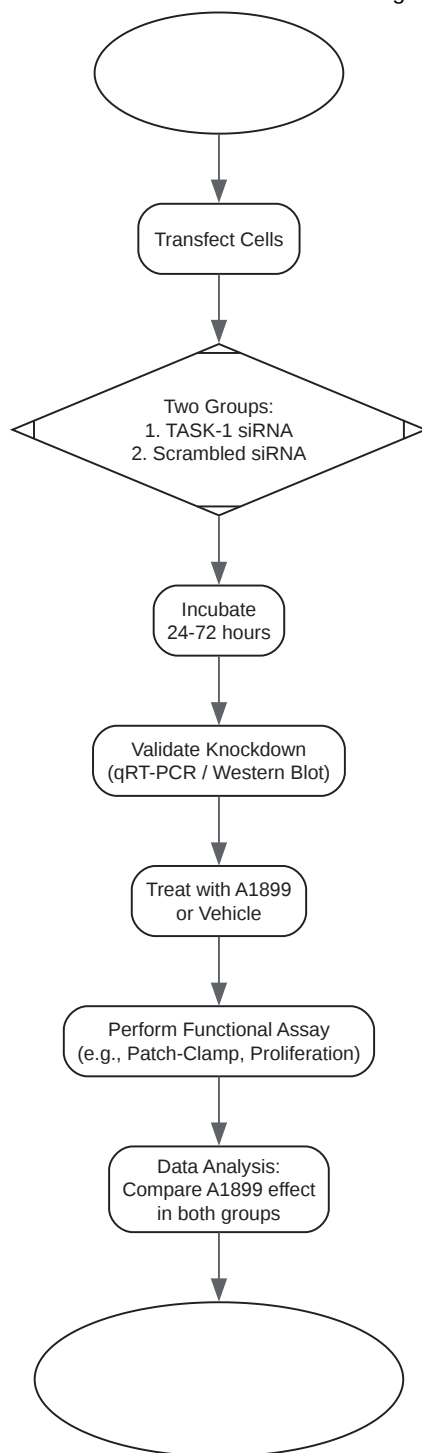 Transfect Cells
Two Groups:
1. TASK-1 siRNA
2. Scrambled siRNA
Incubate
24-72 hours
Validate Knockdown
(qRT-PCR / Western Blot)
Treat with A1899
or Vehicle
Perform Functional Assay
(e.g., Patch-Clamp, Proliferation)
Data Analysis:
Compare A1899 effect
in both groups